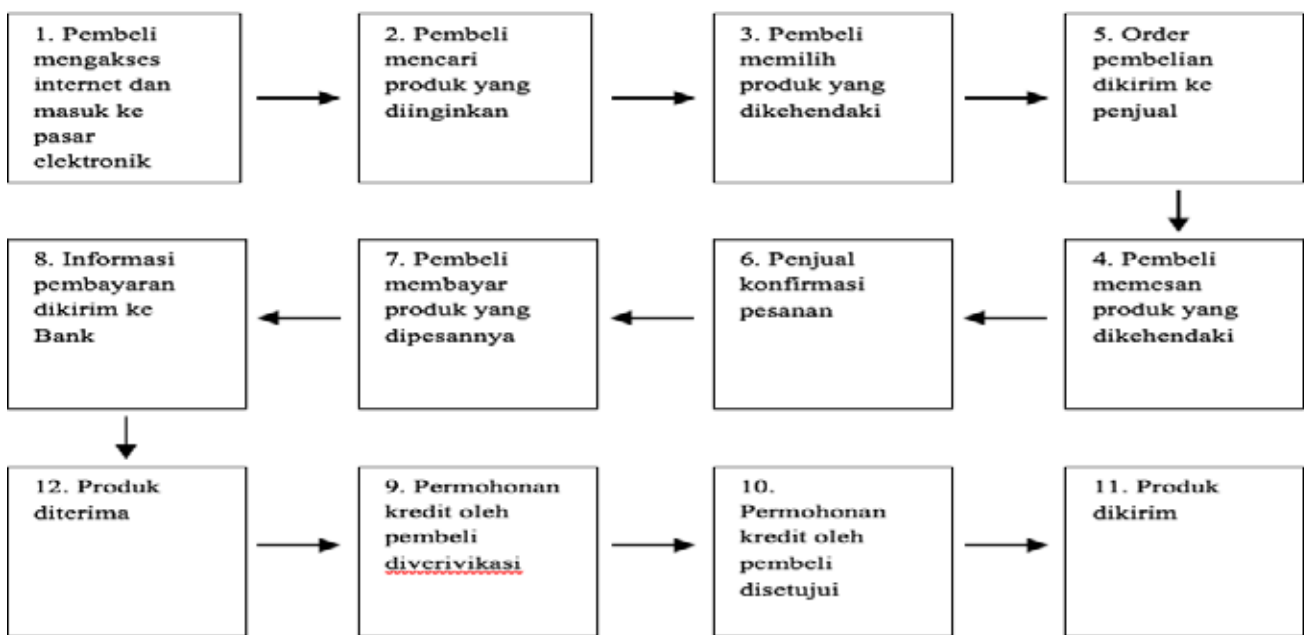 1. Pembeli
mengakses
internet dan
masuk ke
pasar
elektronik
2. Pembeli
mencari
produk yang
diinginkan
3. Pembeli
memilih
produk yang
dikehendaki
5. Order
pembelian
dikirim ke
penjual
8. Informasi
pembayaran
dikirim ke
Bank
7. Pembeli
membayar
produk yang
dipesannya
6. Penjual
konfirmasi
pesanan
4. Pembeli
memesan
produk yang
dikehendaki
12. Produk
diterima
9. Permohonan
kredit oleh
pembeli
diverivikasi
10.
Permohonan
kredit oleh
pembeli
disetujui
11. Produk
dikirim